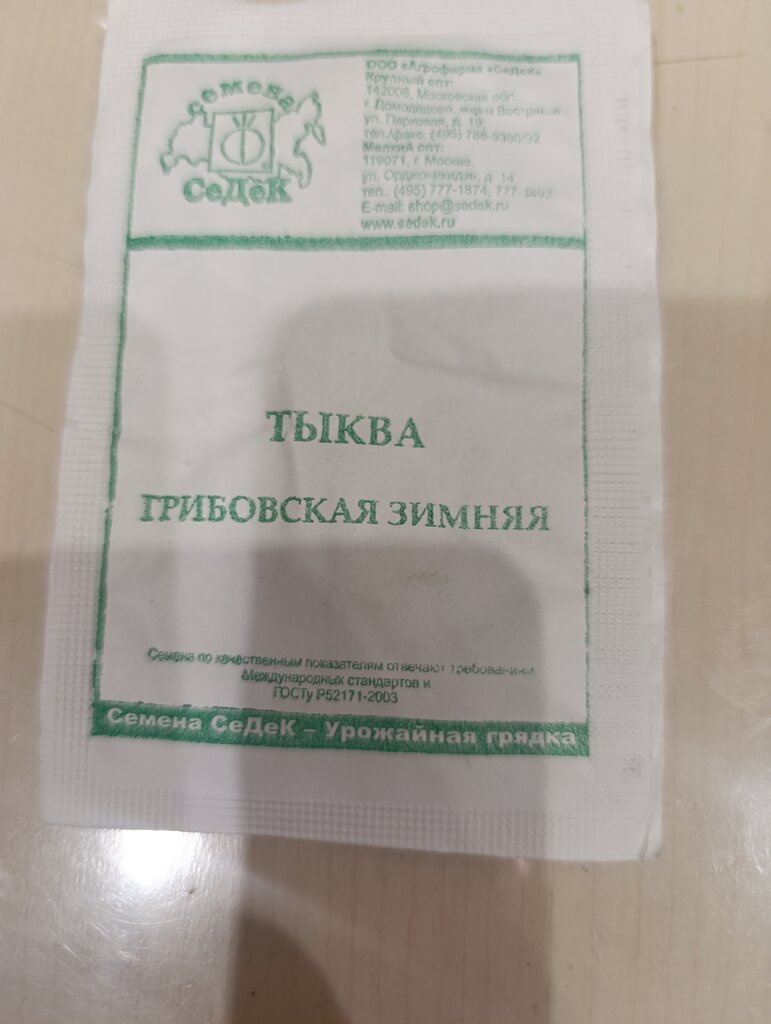 семена
СеДеК
ООО «Агрофирма «СеДеК»
Крупный опт:
142006, Московская обл.,
г. Домодедово, мкр-н Востряково,
ул. Парковая, д. 19,
тел./факс: (495) 788-9390/92
Мелкий опт:
119071, г. Москва,
ул. Орджоникидзе, д. 14
тел.: (495) 777-1874, 777-3493
E-mail: shop@sedek.ru
www.sedek.ru
ТЫКВА
ГРИБОВСКАЯ ЗИМНЯЯ
Семена по качественным показателям отвечают требованиям
Международных стандартов и
ГОСТу Р52171-2003
Семена СеДеК – Урожайная грядка